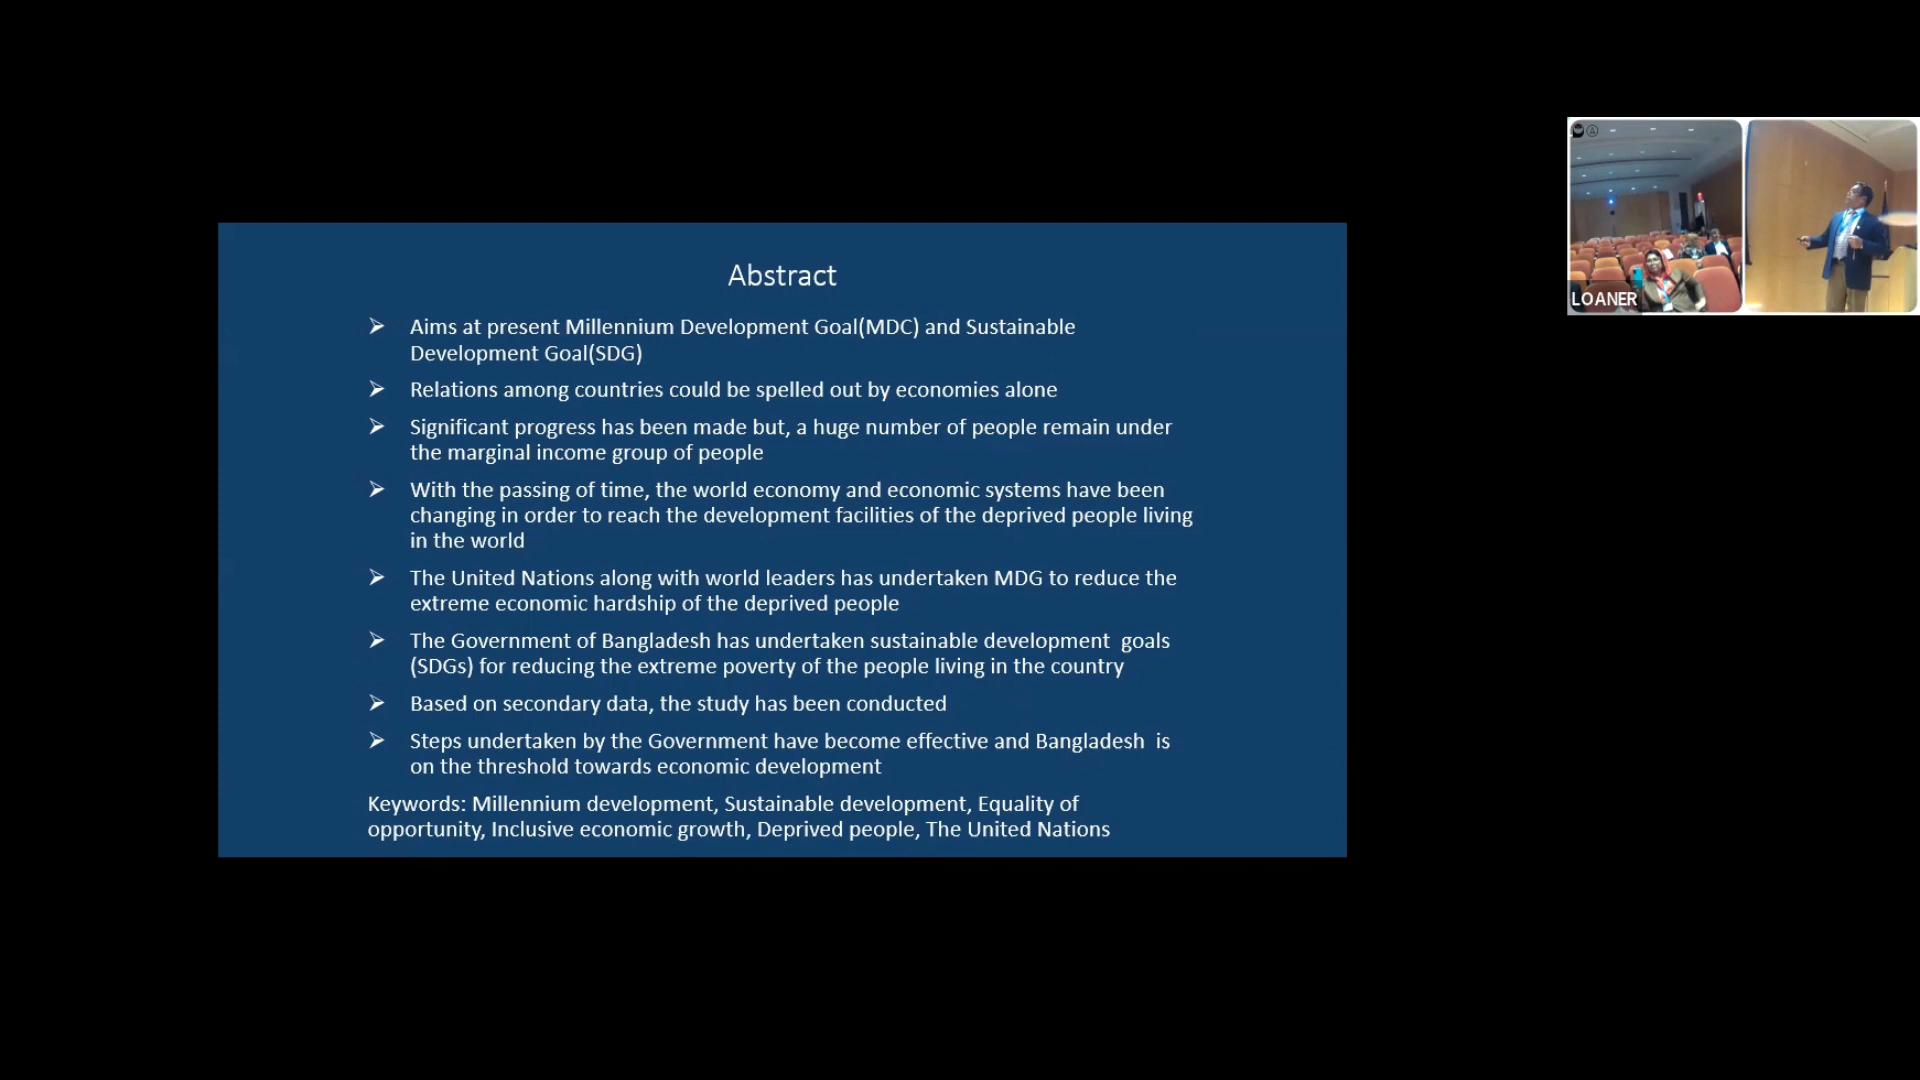 Abstract
➢ Aims at present Millennium Development Goal(MDC) and Sustainable
Development Goal(SDG)
➢ Relations among countries could be spelled out by economies alone
➢ Significant progress has been made but, a huge number of people remain under
the marginal income group of people
➢ With the passing of time, the world economy and economic systems have been
changing in order to reach the development facilities of the deprived people living
in the world
➢ The United Nations along with world leaders has undertaken MDG to reduce the
extreme economic hardship of the deprived people
➢ The Government of Bangladesh has undertaken sustainable development  goals
(SDGs) for reducing the extreme poverty of the people living in the country
➢ Based on secondary data, the study has been conducted
➢ Steps undertaken by the Government have become effective and Bangladesh  is
on the threshold towards economic development
Keywords: Millennium development, Sustainable development, Equality of
opportunity, Inclusive economic growth, Deprived people, The United Nations
LOANER